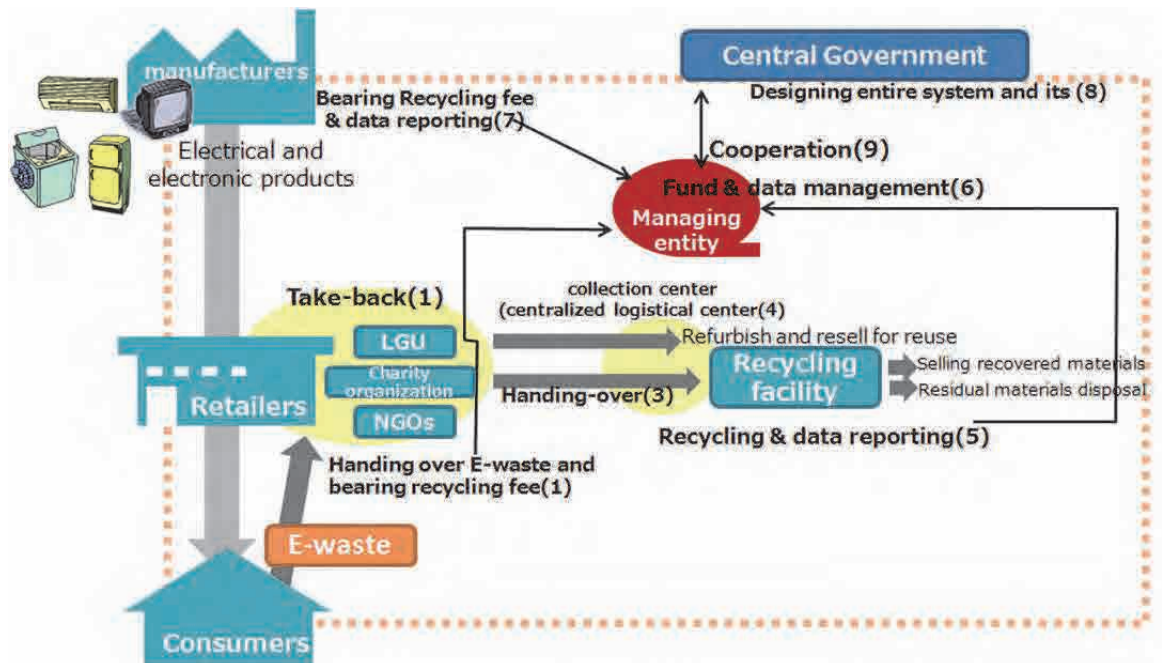 manufacturers
Central Government
Bearing Recycling fee
& data reporting(7)
Designing entire system and its (8)
Electrical and
electronic products
Cooperation(9)
Fund & data management(6)
Managing
entity
Take-back(1)
collection center
(centralized logistical center(4)
LGU
Refurbish and resell for reuse
Charity
organization
Recycling
facility
Selling recovered materials
Residual materials disposal
Retailers
Handing-over(3)
NGOs
Recycling & data reporting(5)
Handing over E-waste and
bearing recycling fee(1)
E-waste
Consumers